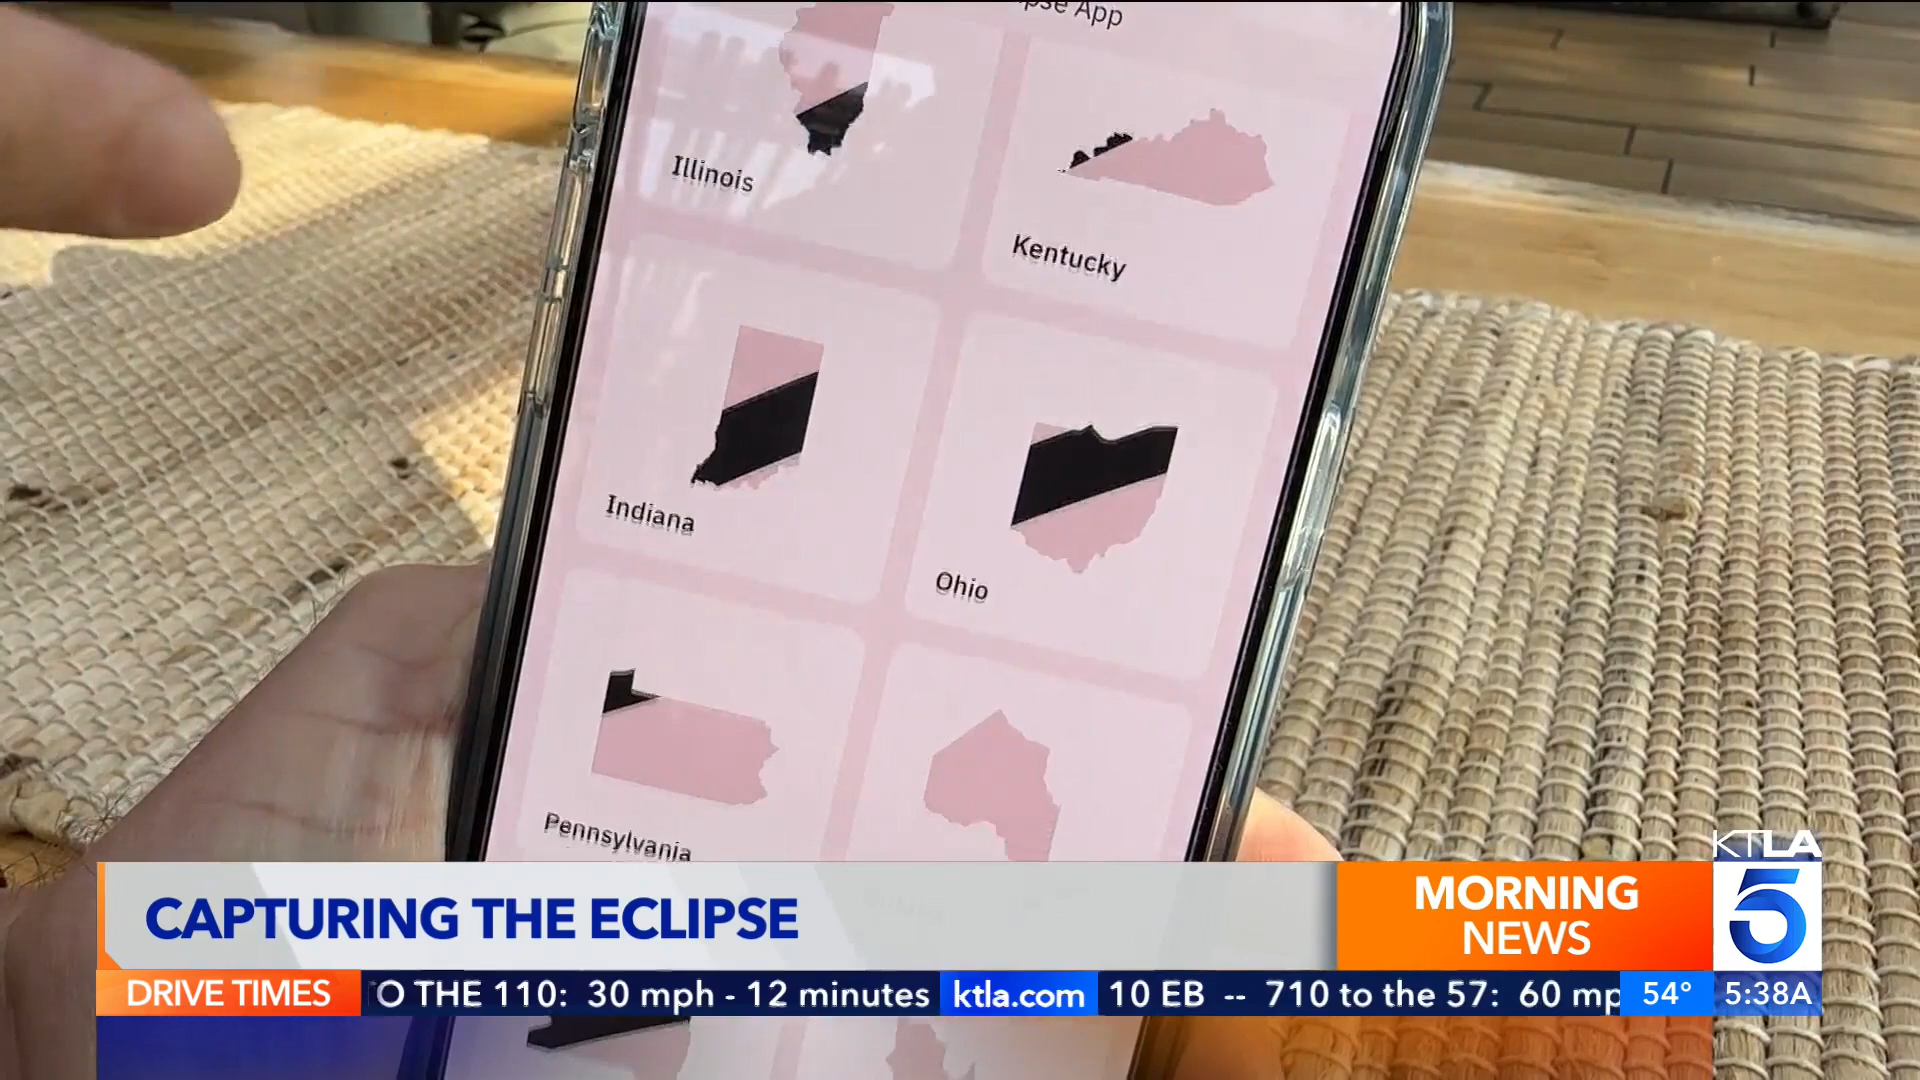 App
Illinois
Kentucky
Indiana
Ohio
Pennsylvania
KTLA
5
CAPTURING THE ECLIPSE
MORNING
NEWS
DRIVE TIMES
O THE 110: 30 mph - 12 minutes
ktla.com
10 EB -- 710 to the 57: 60 mp
54°
5:38A